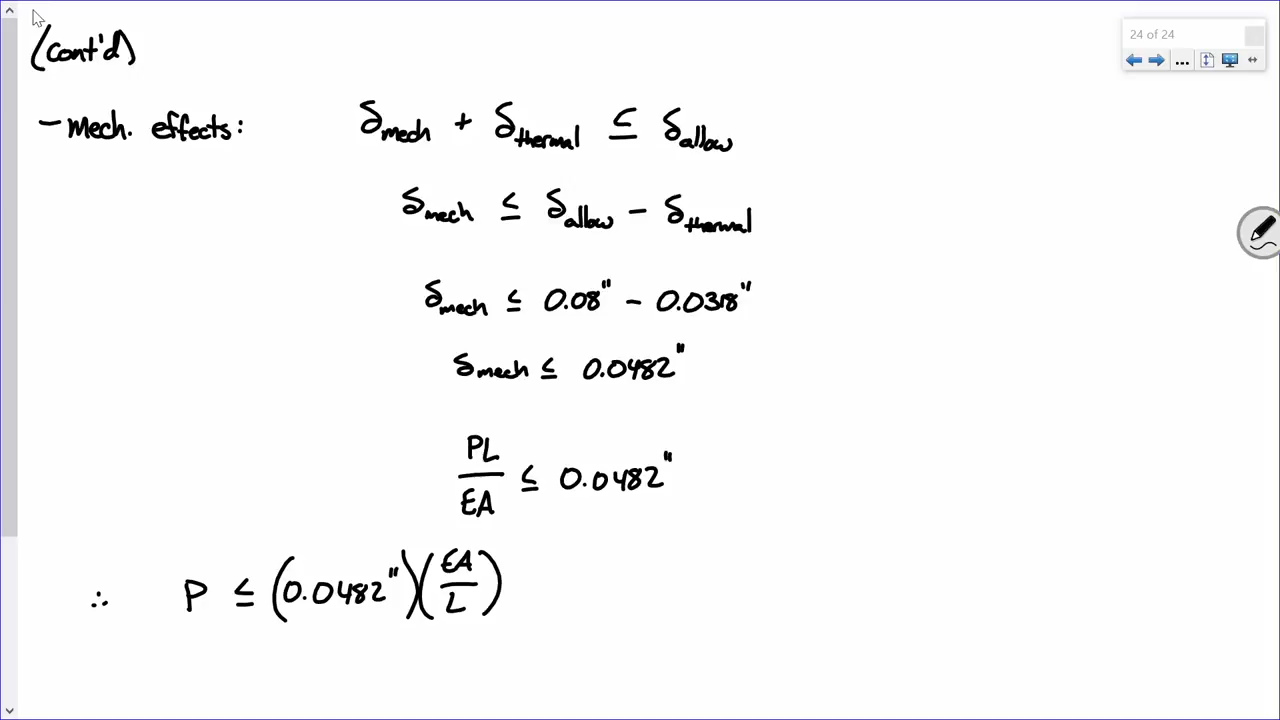 24 of 24
(cont'd)
- mech. effects: δmech + δthermal ≤ δallow
δmech ≤ δallow - δthermal
δmech ≤ 0.08" - 0.0318"
δmech ≤ 0.0482"
PL/EA ≤ 0.0482"
∴ P ≤ (0.0482")(EA/L)